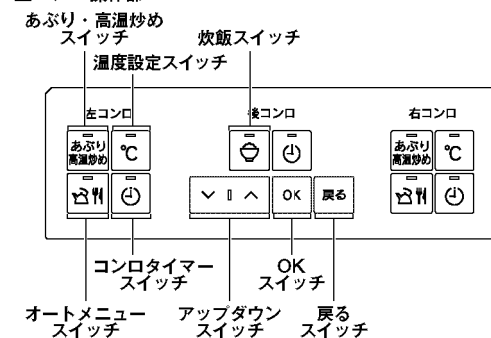 あぶり・高温炒め
スイッチ
炊飯スイッチ
温度設定スイッチ
左コンロ
後コンロ
右コンロ
あぶり
高温炒め
℃
あぶり
高温炒め
℃
OK
戻る
コンロタイマー
スイッチ
OK
スイッチ
オートメニュー
スイッチ
アップダウン
スイッチ
戻る
スイッチ